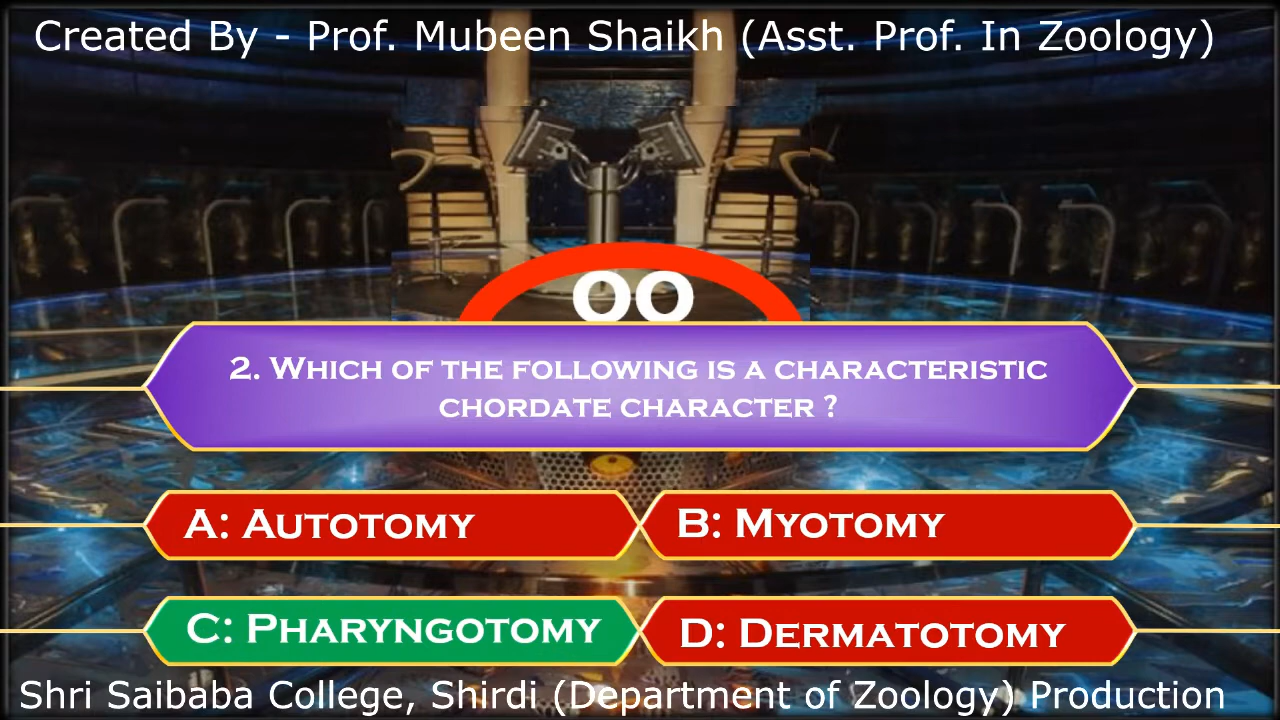 Created By - Prof. Mubeen Shaikh (Asst. Prof. In Zoology)
00
2. Which of the following is a characteristic
chordate character ?
A: Autotomy
B: Myotomy
C: Pharyngotomy
D: Dermatotomy
Shri Saibaba College, Shirdi (Department of Zoology) Production